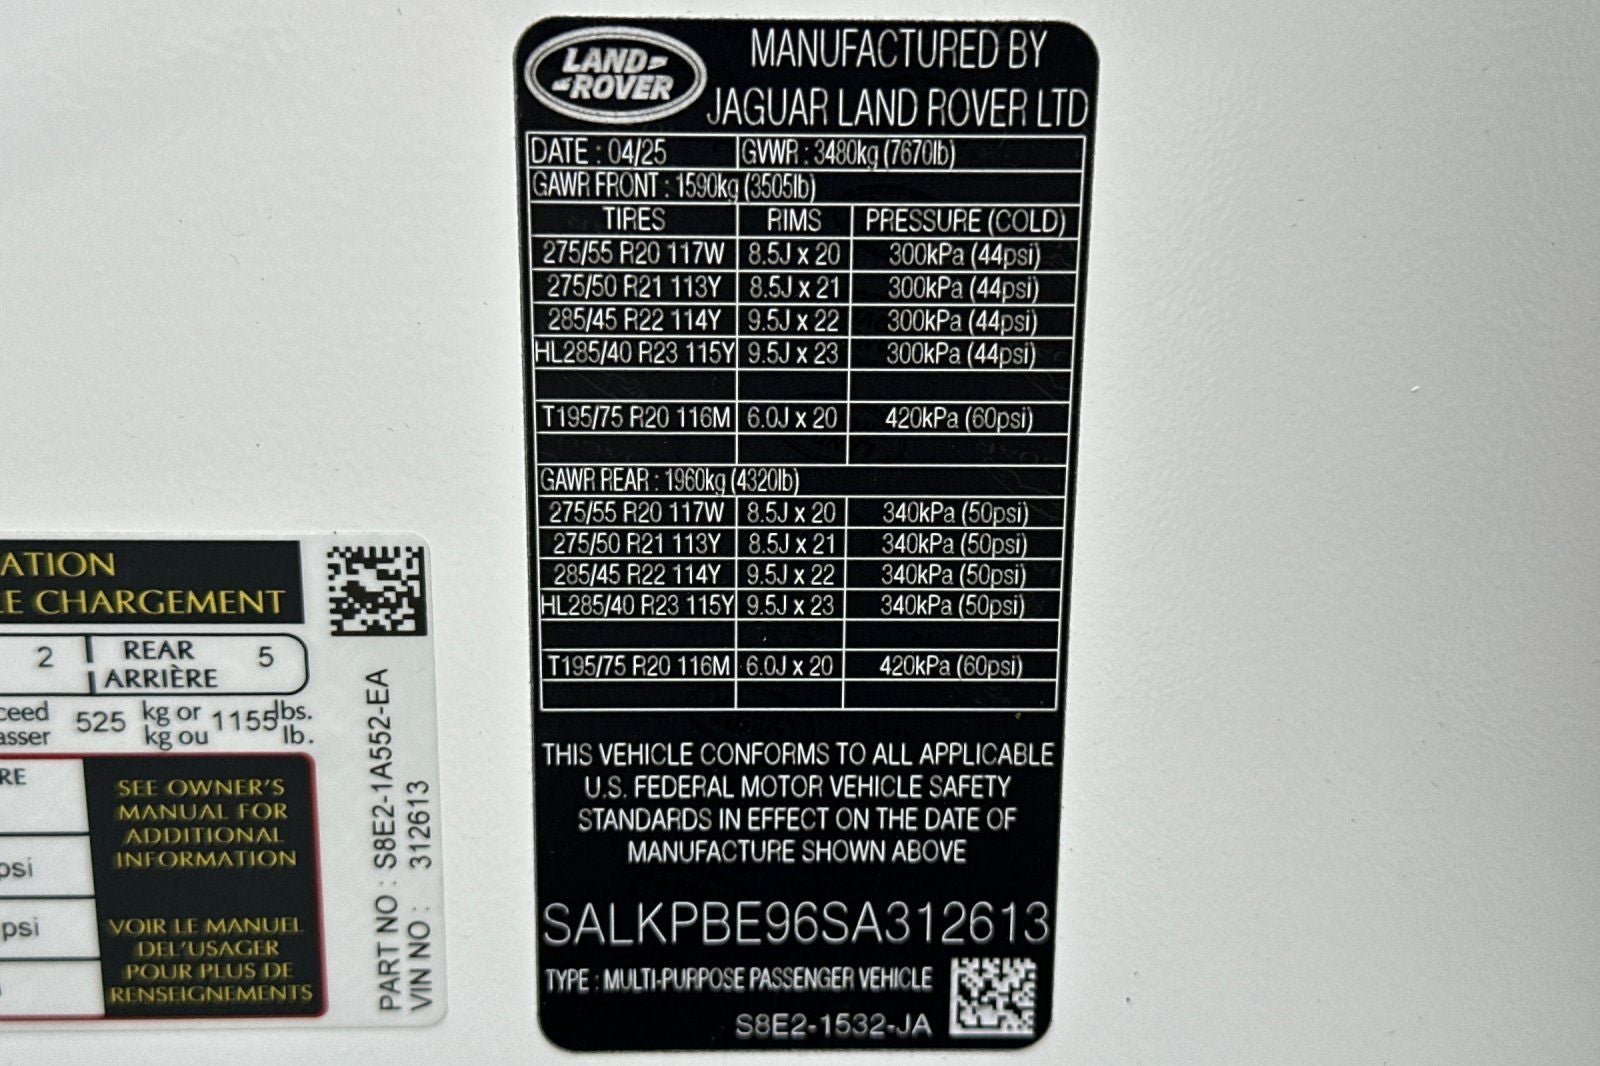 LAND
ROVER
MANUFACTURED BY
JAGUAR LAND ROVER LTD
DATE : 04/25 GVWR : 3480kg (7670lb)
GAWR FRONT : 1590kg (3505lb)
TIRES RIMS PRESSURE (COLD)
275/55 R20 117W 8.5J x 20 300kPa (44psi)
275/50 R21 113Y 8.5J x 21 300kPa (44psi)
285/45 R22 114Y 9.5J x 22 300kPa (44psi)
HL285/40 R23 115Y 9.5J x 23 300kPa (44psi)
T195/75 R20 116M 6.0J x 20 420kPa (60psi)
GAWR REAR : 1960kg (4320lb)
275/55 R20 117W 8.5J x 20 340kPa (50psi)
275/50 R21 113Y 8.5J x 21 340kPa (50psi)
285/45 R22 114Y 9.5J x 22 340kPa (50psi)
HL285/40 R23 115Y 9.5J x 23 340kPa (50psi)
T195/75 R20 116M 6.0J x 20 420kPa (60psi)
THIS VEHICLE CONFORMS TO ALL APPLICABLE
U.S. FEDERAL MOTOR VEHICLE SAFETY
STANDARDS IN EFFECT ON THE DATE OF
MANUFACTURE SHOWN ABOVE
SALKPBE96SA312613
TYPE : MULTI-PURPOSE PASSENGER VEHICLE
S8E2-1532-JA
ATION
LE CHARGEMENT
2 REAR 5
ARRIÈRE
ceed 525 kg or 1155 lbs.
asser kg ou lb.
RE
psi
psi
SEE OWNER'S
MANUAL FOR
ADDITIONAL
INFORMATION
VOIR LE MANUEL
DEL'USAGER
POUR PLUS DE
RENSEIGNEMENTS
PART NO : S8E2-1A552-EA
VIN NO : 312613